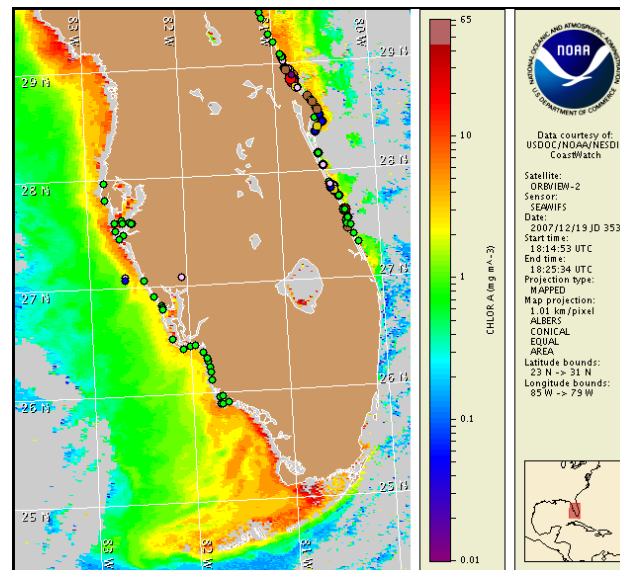 83 W
82 W
81 W
80 W
29 N
29 N
28 N
28 N
27 N
27 N
26 N
26 N
25 N
25 N
83 W
82 W
81 W
65
10
1
0.1
0.01
CHLOR A (mg m^-3)
NATIONAL OCEANIC AND ATMOSPHERIC ADMINISTRATION
NOAA
U.S. DEPARTMENT OF COMMERCE
Data courtesy of:
USDOC/NOAA/NESDI
CoastWatch
Satellite:
ORBVIEW-2
Sensor:
SEAWIFS
Date:
2007/12/19 JD 353
Start time:
18:14:53 UTC
End time:
18:25:34 UTC
Projection type:
MAPPED
Map projection:
1.01 km/pixel
ALBERS
CONICAL
EQUAL
AREA
Latitude bounds:
23 N -> 31 N
Longitude bounds:
85 W -> 79 W